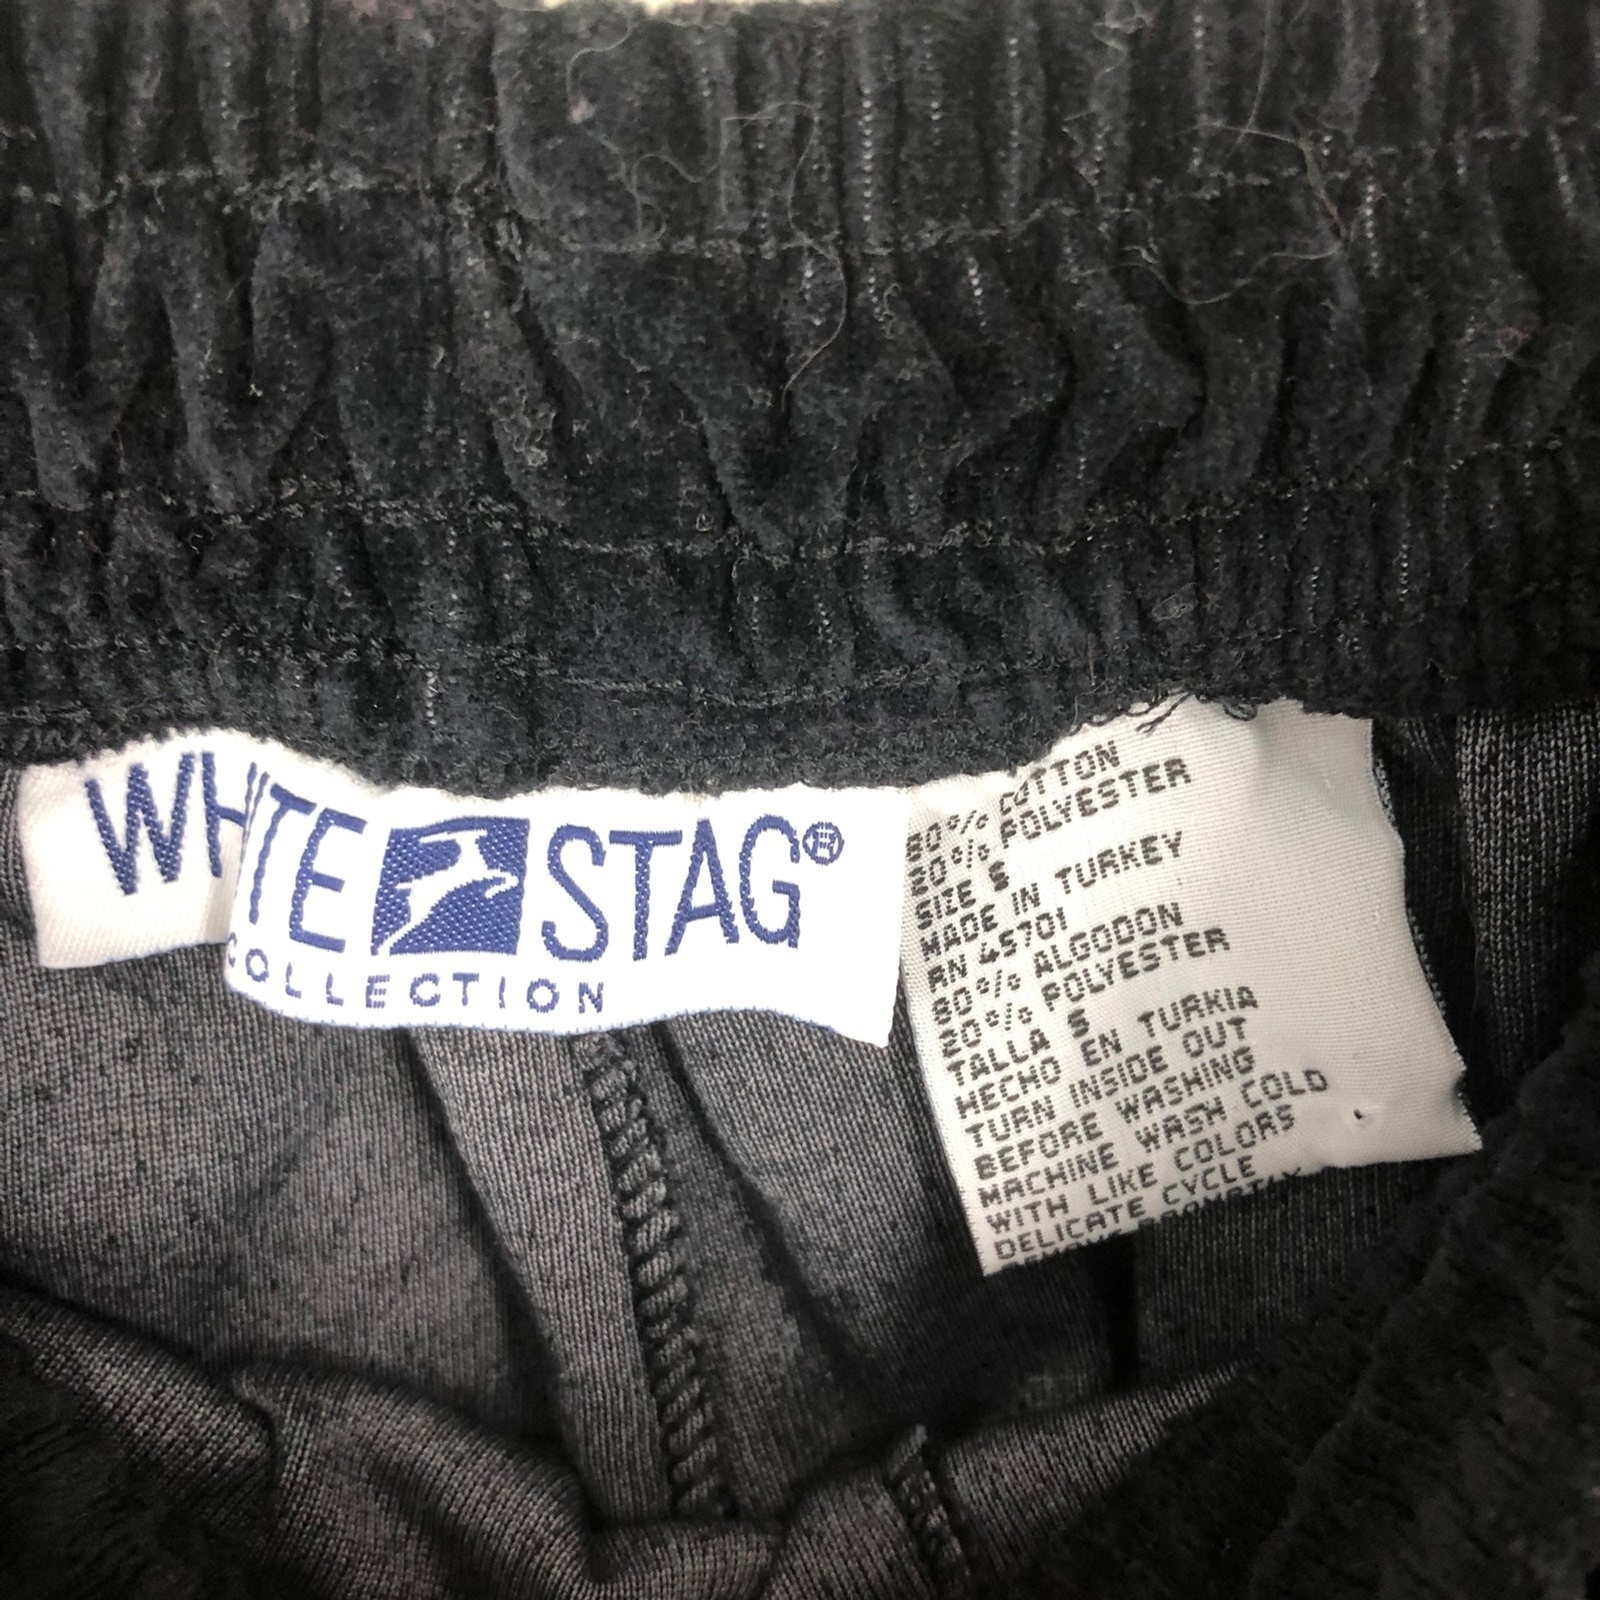 WHITE STAG®
COLLECTION
80% COTTON
20% POLYESTER
SIZE S
MADE IN TURKEY
RN 45701
80% ALGODON
20% POLYESTER
TALLA S
HECHO EN TURKIA
TURN INSIDE OUT
BEFORE WASHING
MACHINE WASH COLD
WITH LIKE COLORS
DELICATE CYCLE